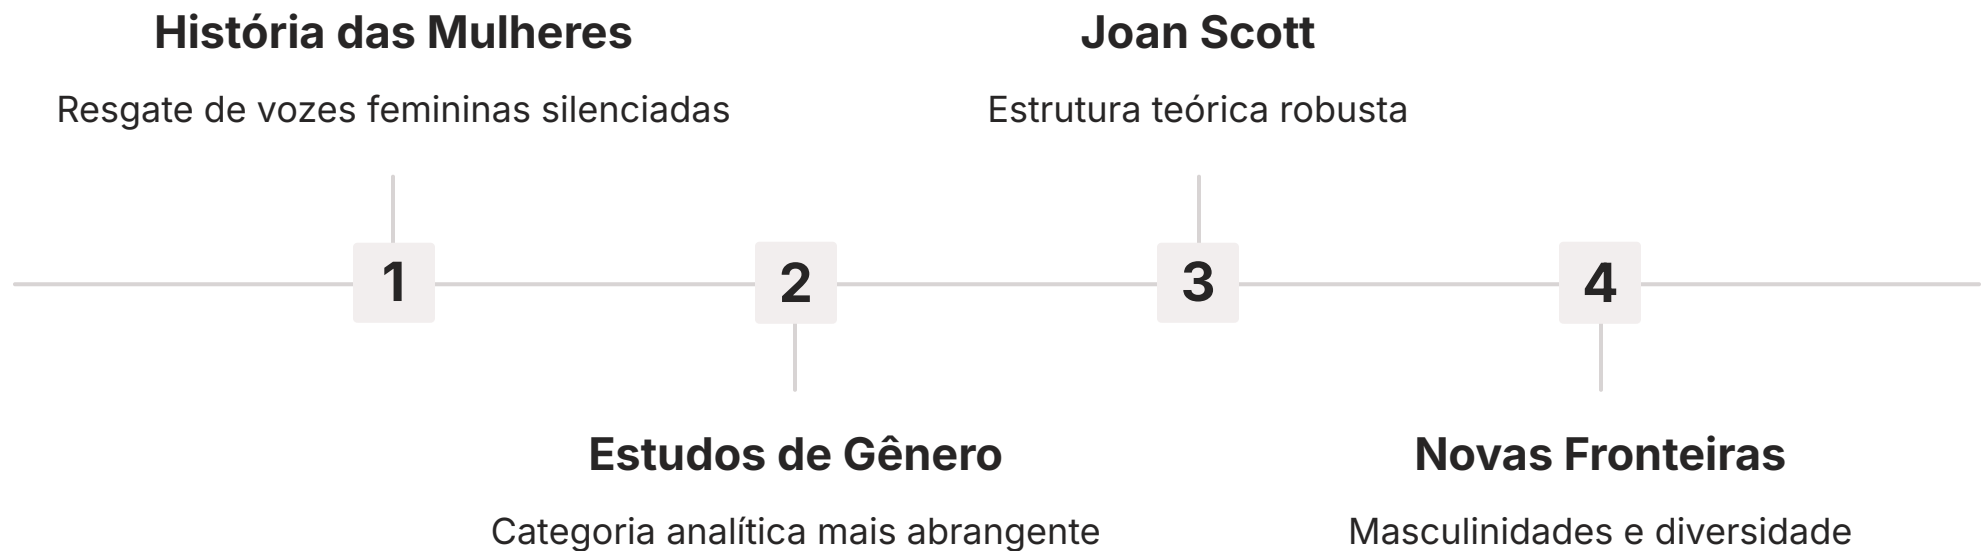 História das Mulheres
Resgate de vozes femininas silenciadas
Joan Scott
Estrutura teórica robusta
1
2
3
4
Estudos de Gênero
Categoria analítica mais abrangente
Novas Fronteiras
Masculinidades e diversidade